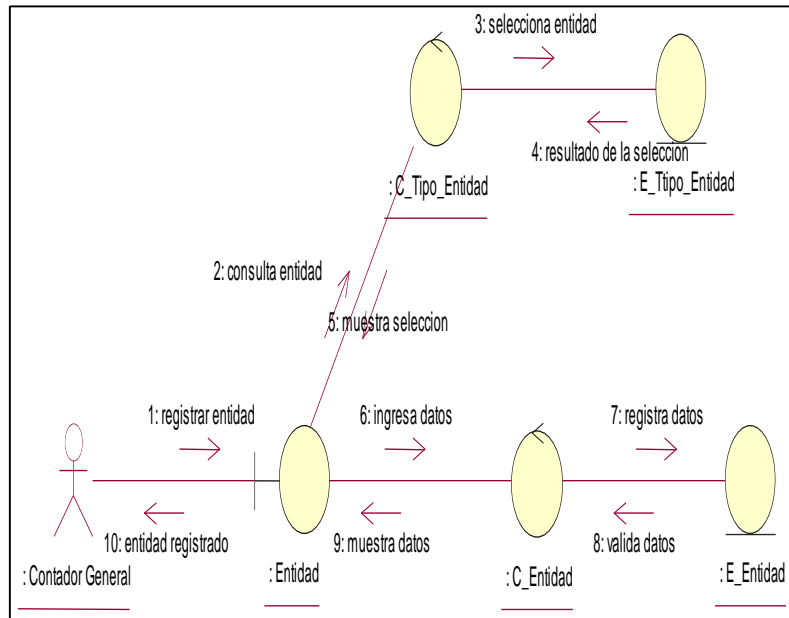 3: selecciona entidad
4: resultado de la seleccion
: C_Tipo_Entidad
: E_Ttipo_Entidad
2: consulta entidad
5: muestra seleccion
1: registrar entidad
6: ingresa datos
7: registra datos
10: entidad registrado
9: muestra datos
8: valida datos
: Contador General
: Entidad
: C_Entidad
: E_Entidad